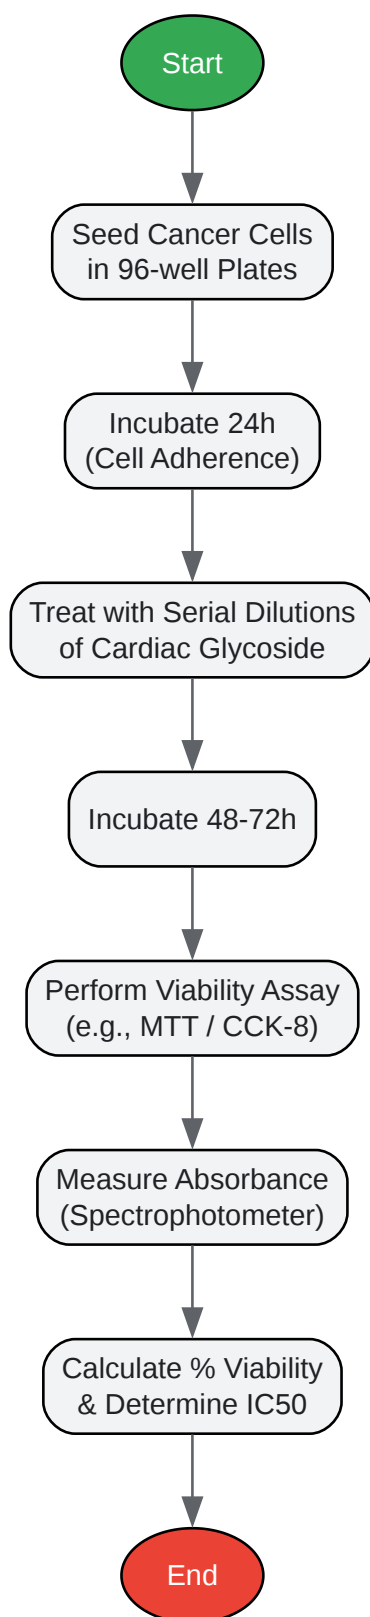 Start
Seed Cancer Cells
in 96-well Plates
Incubate 24h
(Cell Adherence)
Treat with Serial Dilutions
of Cardiac Glycoside
Incubate 48-72h
Perform Viability Assay
(e.g., MTT / CCK-8)
Measure Absorbance
(Spectrophotometer)
Calculate % Viability
& Determine IC50
End